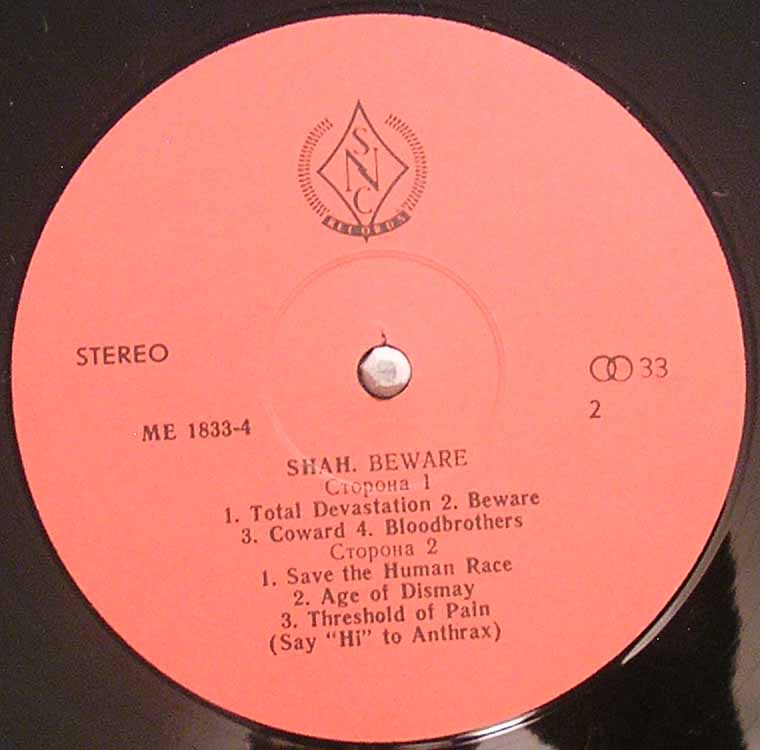 SNC
RECORDS
STEREO
33
2
ME 1833-4
SHAH. BEWARE
Сторона 1
1. Total Devastation 2. Beware
3. Coward 4. Bloodbrothers
Сторона 2
1. Save the Human Race
2. Age of Dismay
3. Threshold of Pain
(Say "Hi" to Anthrax)